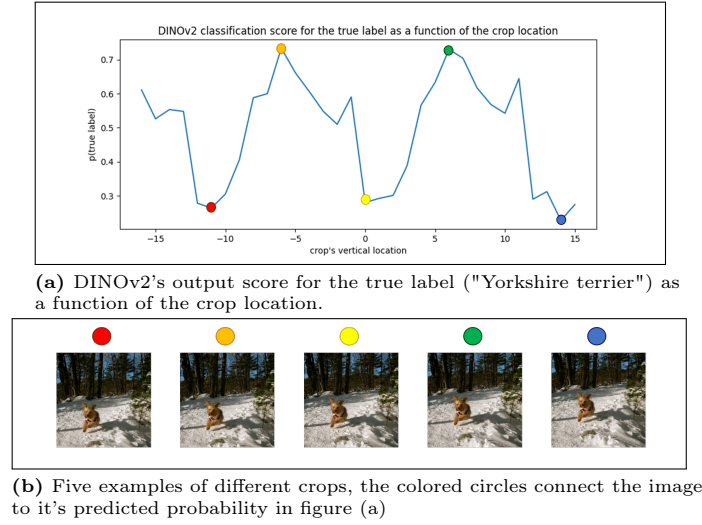 DINOv2 classification score for the true label as a function of the crop location
0.7
0.6
0.5
0.4
0.3
p(true label)
−15
−10
−5
0
5
10
15
crop's vertical location
(a) DINOv2's output score for the true label ("Yorkshire terrier") as
a function of the crop location.
(b) Five examples of different crops, the colored circles connect the image
to it's predicted probability in figure (a)